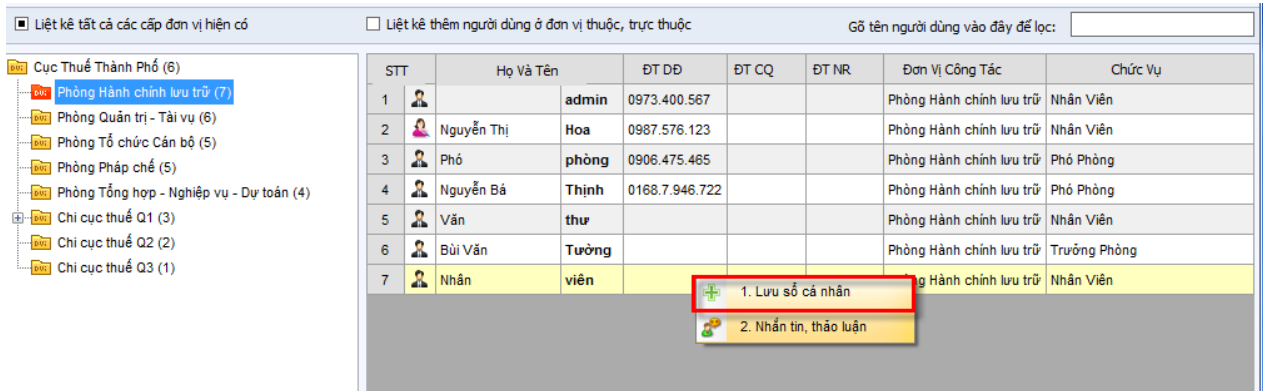 Liệt kê tất cả các cấp đơn vị hiện có
Liệt kê thêm người dùng ở đơn vị thuộc, trực thuộc
Gõ tên người dùng vào đây để lọc:
Cục Thuế Thành Phố (6)
Phòng Hành chính lưu trữ (7)
Phòng Quản trị - Tài vụ (6)
Phòng Tổ chức Cán bộ (5)
Phòng Pháp chế (5)
Phòng Tổng hợp - Nghiệp vụ - Dự toán (4)
Chi cục thuế Q1 (3)
Chi cục thuế Q2 (2)
Chi cục thuế Q3 (1)
STT Họ Và Tên ĐT DĐ ĐT CQ ĐT NR Đơn Vị Công Tác Chức Vụ
1 admin 0973.400.567 Phòng Hành chính lưu trữ Nhân Viên
2 Nguyễn Thị Hoa 0987.576.123 Phòng Hành chính lưu trữ Nhân Viên
3 Phó phòng 0906.475.465 Phòng Hành chính lưu trữ Phó Phòng
4 Nguyễn Bá Thịnh 0168.7.946.722 Phòng Hành chính lưu trữ Phó Phòng
5 Văn thư Phòng Hành chính lưu trữ Nhân Viên
6 Bùi Văn Tường Phòng Hành chính lưu trữ Trưởng Phòng
7 Nhân viên Hành chính lưu trữ Nhân Viên
1. Lưu sổ cá nhân
2. Nhắn tin, thảo luận